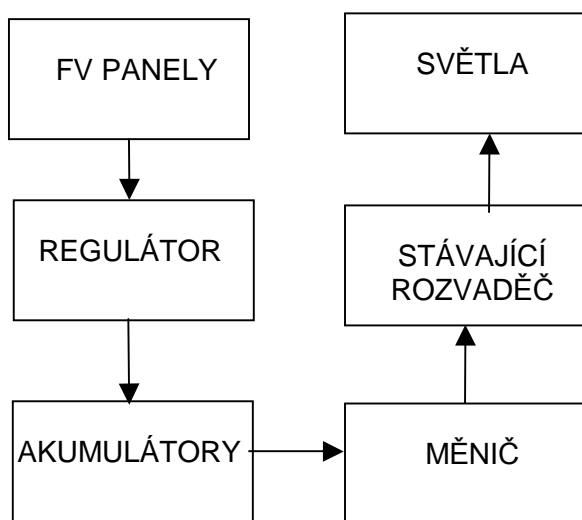 FV PANELY
REGULÁTOR
AKUMULÁTORY
MĚNIČ
STÁVAJÍCÍ
ROZVADĚČ
SVĚTLA